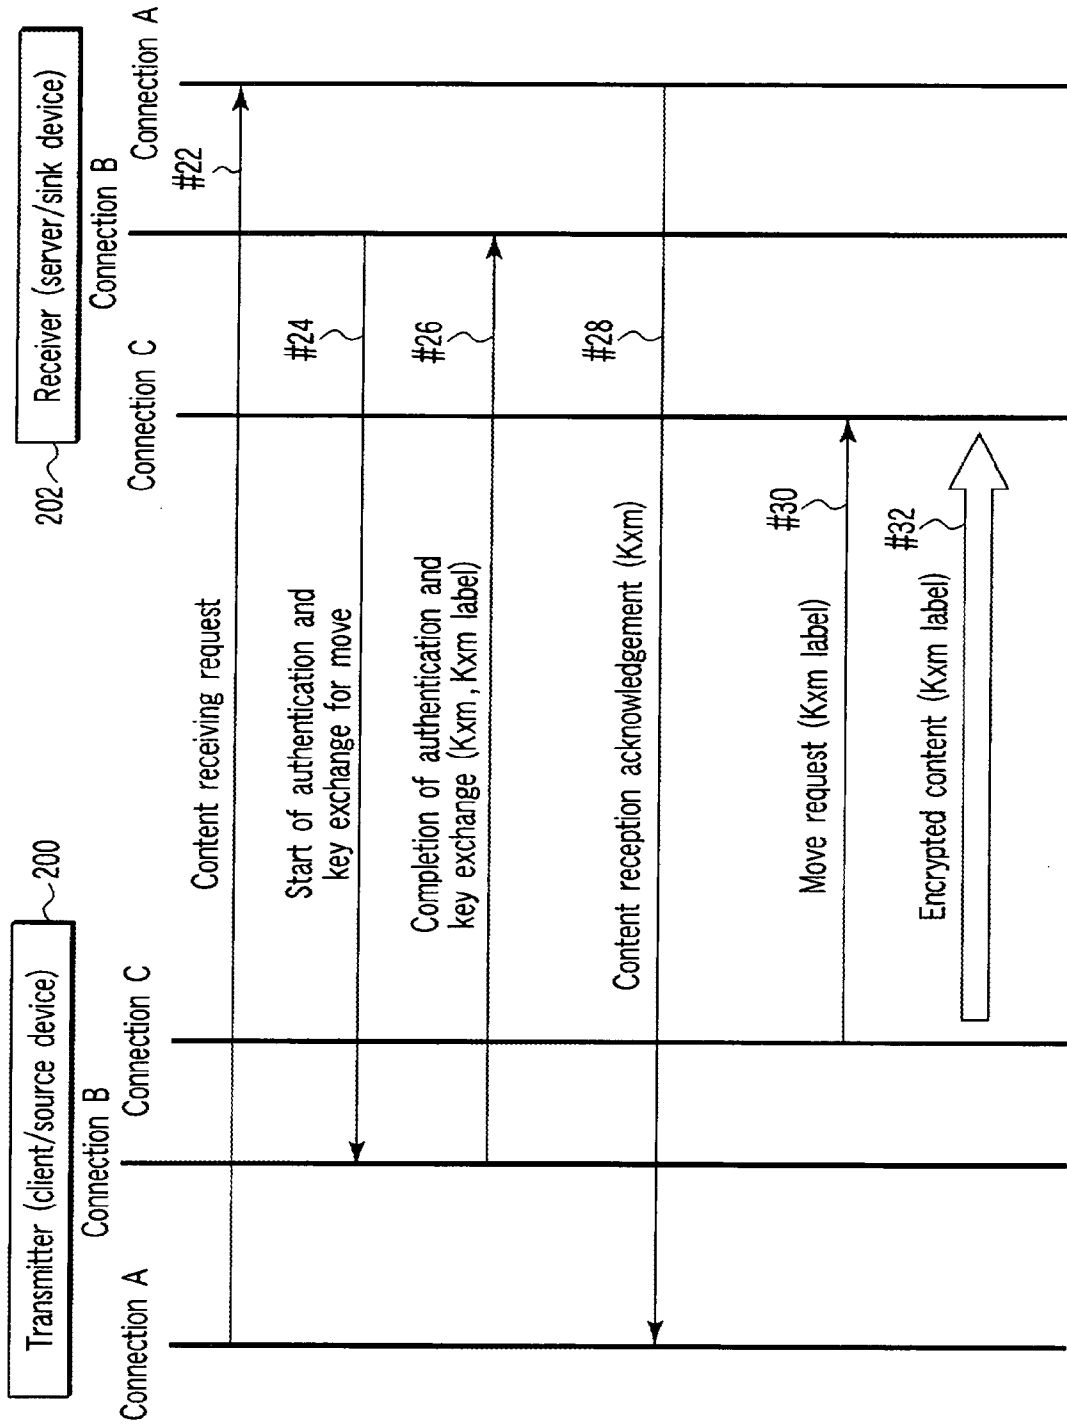 Transmitter (client/source device)
200
Receiver (server/sink device)
202
Connection A
Connection B
Connection C
Connection C
Connection B
Connection A
Content receiving request
#22
Start of authentication and
key exchange for move
#24
Completion of authentication and
key exchange (Kxm, Kxm label)
#26
Content reception acknowledgement (Kxm)
#28
Move request (Kxm label)
#30
Encrypted content (Kxm label)
#32